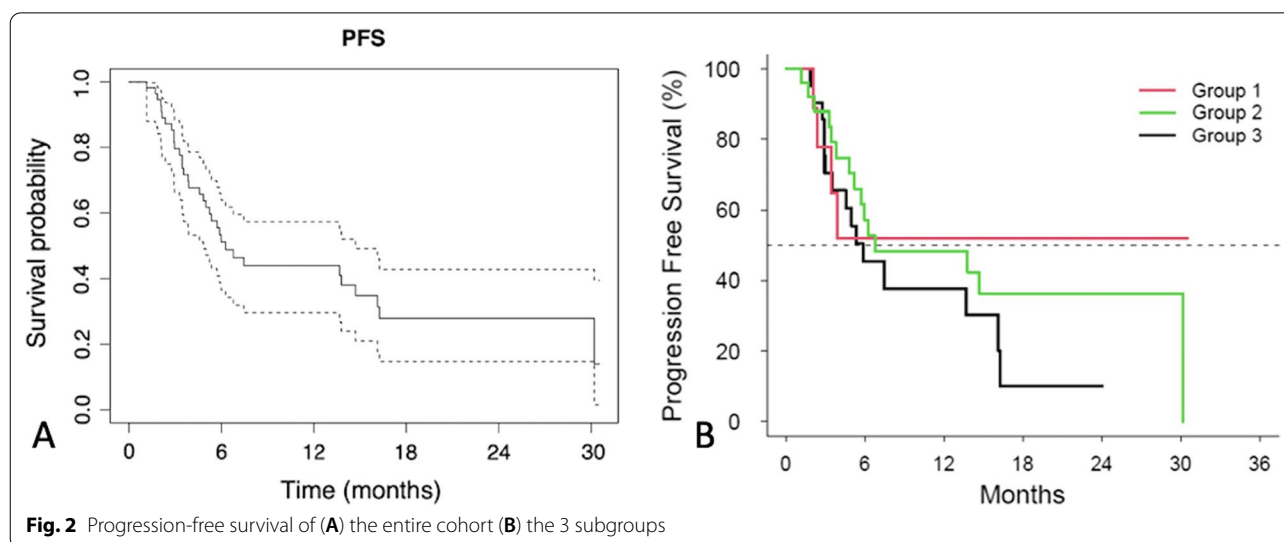 PFS
Survival probability
1.0
0.8
0.6
0.4
0.2
0.0
0 6 12 18 24 30
Time (months)
A
Progression Free Survival (%)
100
80
60
40
20
0
Group 1
Group 2
Group 3
0 6 12 18 24 30 36
Months
B
Fig. 2 Progression-free survival of (A) the entire cohort (B) the 3 subgroups